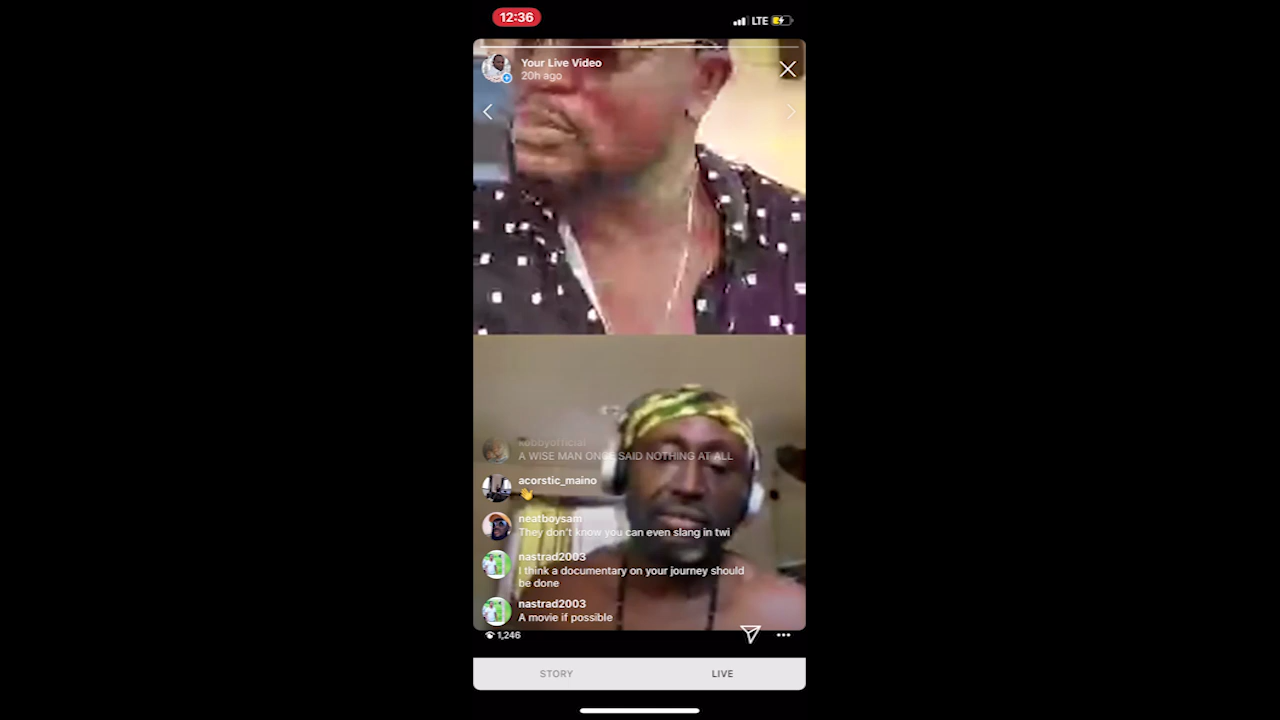 12:36
LTE
Your Live Video
20h ago
kobbyofficial
A WISE MAN ONCE SAID NOTHING AT ALL
acorstic_maino
👋
neatboysam
They don't know you can even slang in twi
nastrad2003
I think a documentary on your journey should
be done
nastrad2003
A movie if possible
1,246
STORY
LIVE